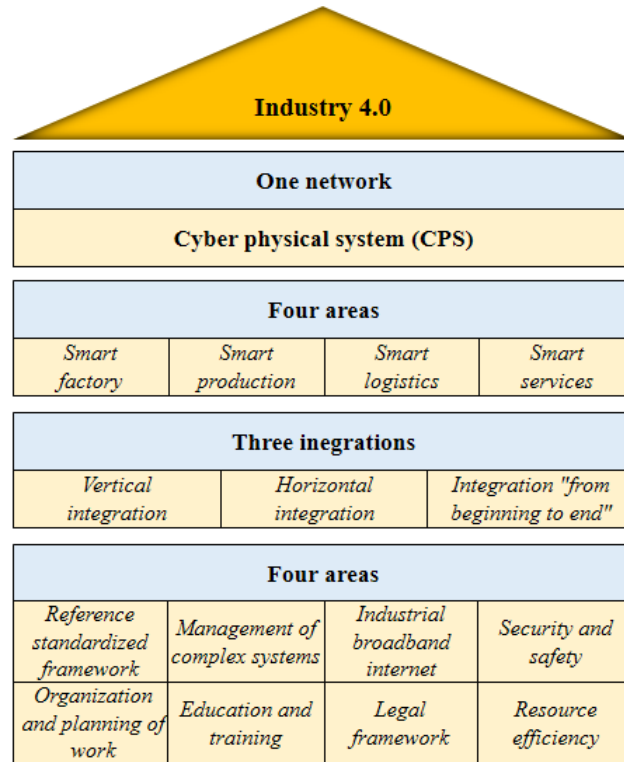 Industry 4.0
One network
Cyber physical system (CPS)
Four areas
Smart
factory
Smart
production
Smart
logistics
Smart
services
Three inegrations
Vertical
integration
Horizontal
integration
Integration "from
beginning to end"
Four areas
Reference
standardized
framework
Management of
complex systems
Industrial
broadband
internet
Security and
safety
Organization
and planning of
work
Education and
training
Legal
framework
Resource
efficiency